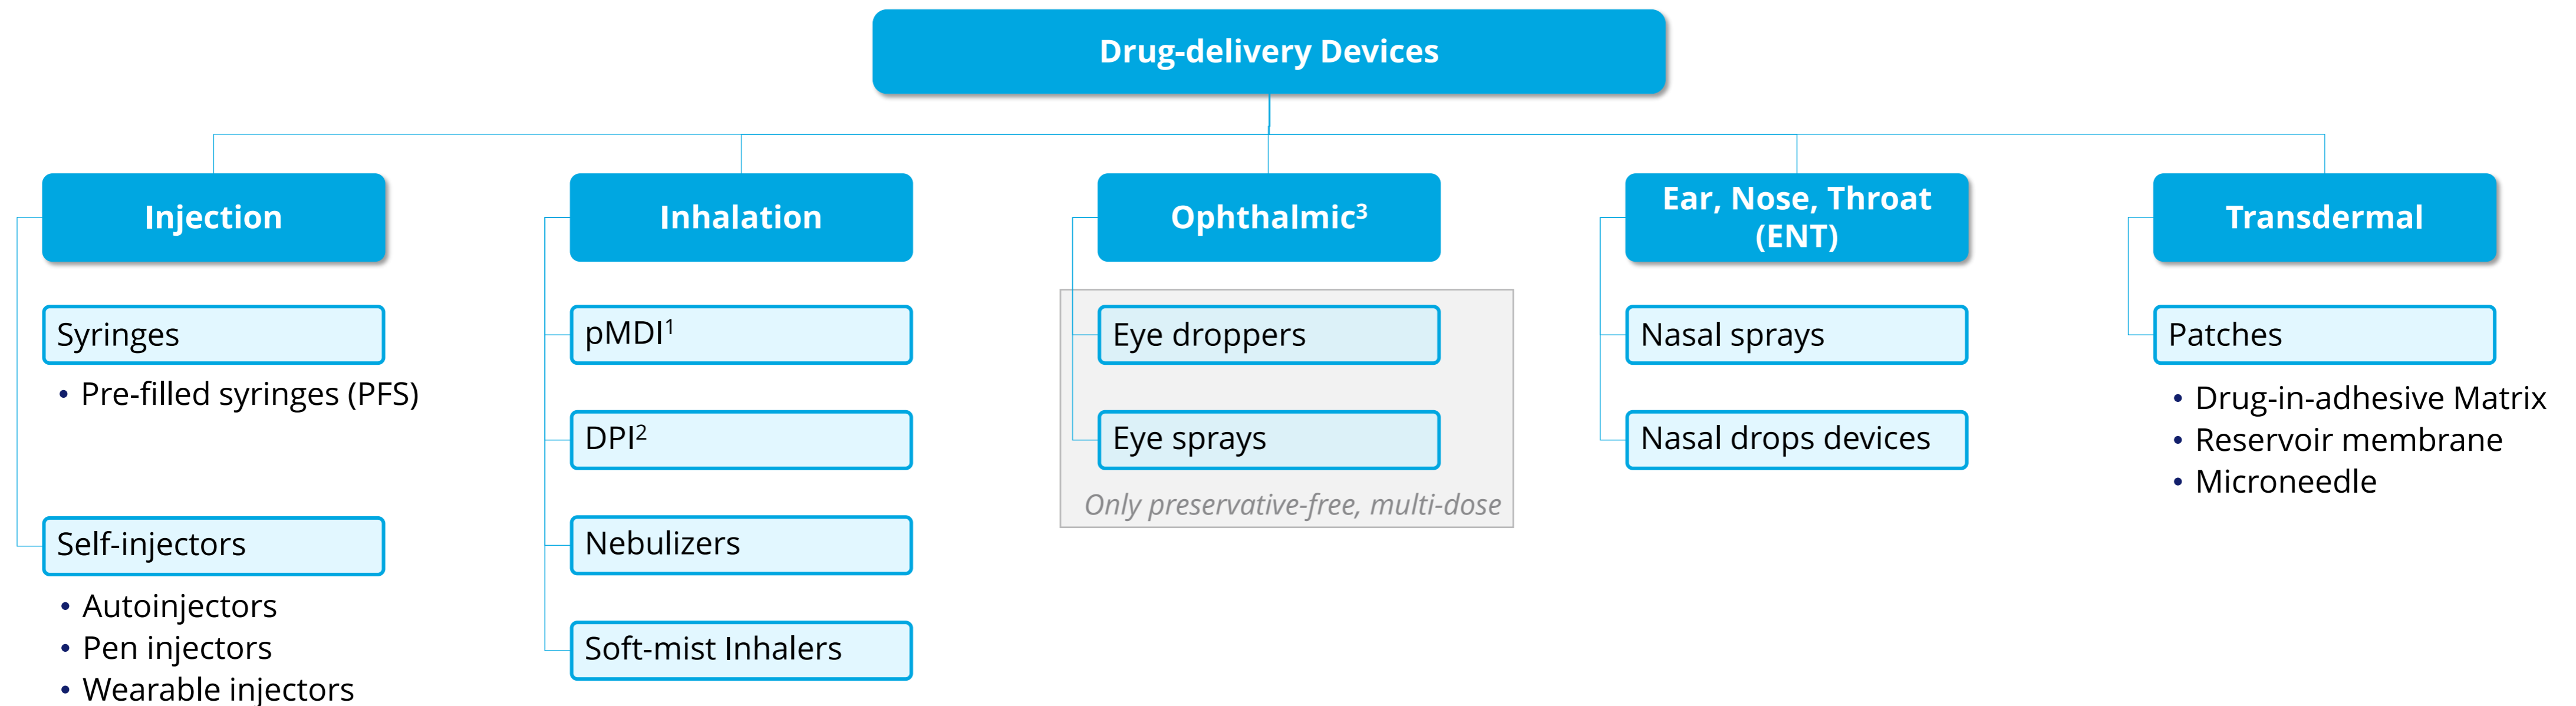 Drug-delivery Devices
Injection
Syringes
• Pre-filled syringes (PFS)
Self-injectors
• Autoinjectors
• Pen injectors
• Wearable injectors
Inhalation
pMDI¹
DPI²
Nebulizers
Soft-mist Inhalers
Ophthalmic³
Eye droppers
Eye sprays
Only preservative-free, multi-dose
Ear, Nose, Throat
(ENT)
Nasal sprays
Nasal drops devices
Transdermal
Patches
• Drug-in-adhesive Matrix
• Reservoir membrane
• Microneedle